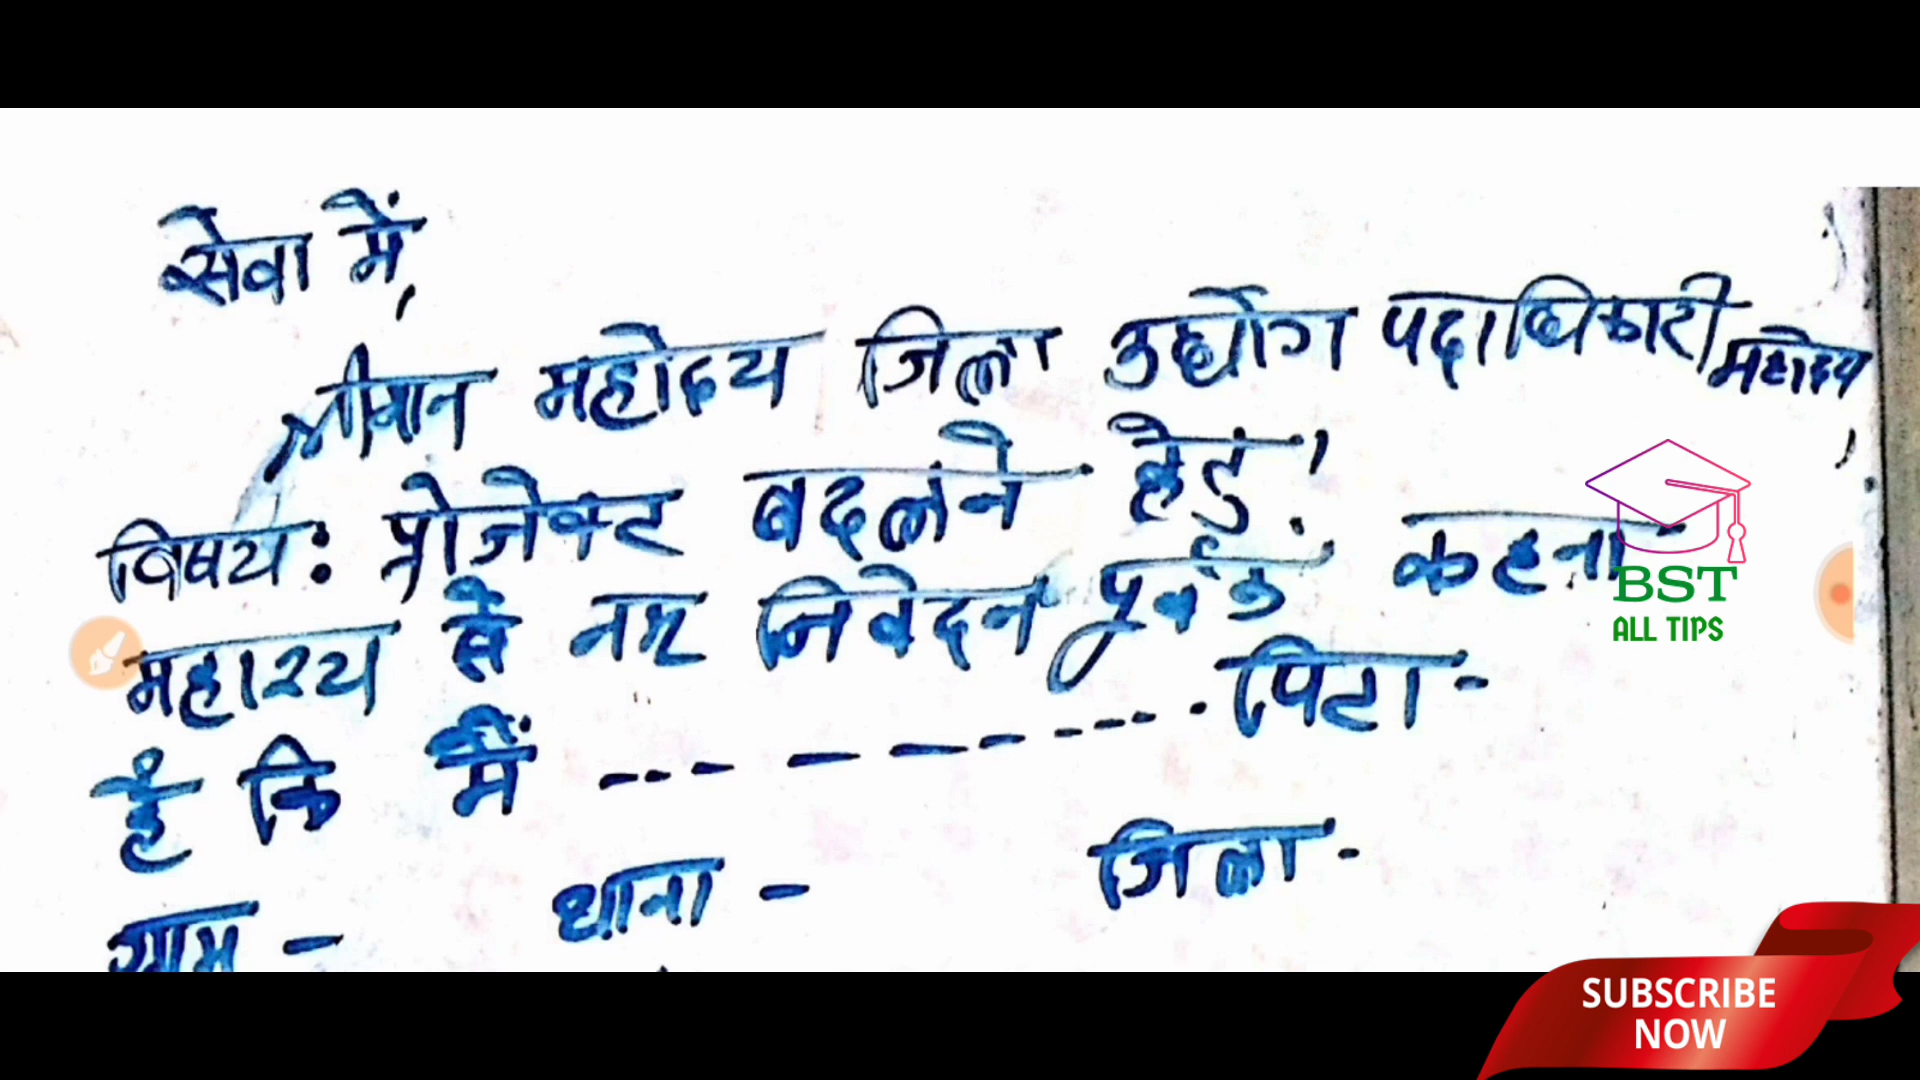 सेवा में,
श्रीमान महोदय जिला उद्योग पदाधिकारी महोदय,
विषय: प्रोजेक्ट बदलने हेतु!
महाशय से नम्र निवेदन पूर्वक कहना
है कि मैं ---------- पिता-
ग्राम - थाना - जिला -
BST
ALL TIPS
SUBSCRIBE
NOW